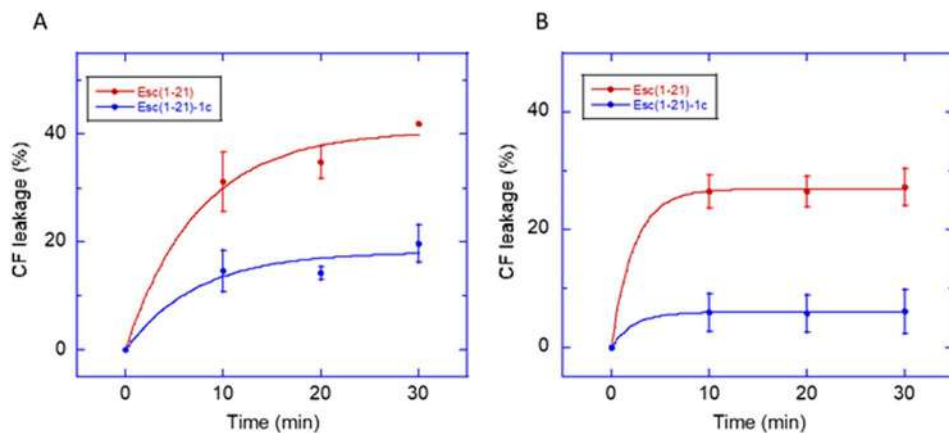 A
Esc(1-21)
Esc(1-21)-1c
CF leakage (%)
40
20
0
0 10 20 30
Time (min)
B
Esc(1-21)
Esc(1-21)-1c
CF leakage (%)
40
20
0
0 10 20 30
Time (min)